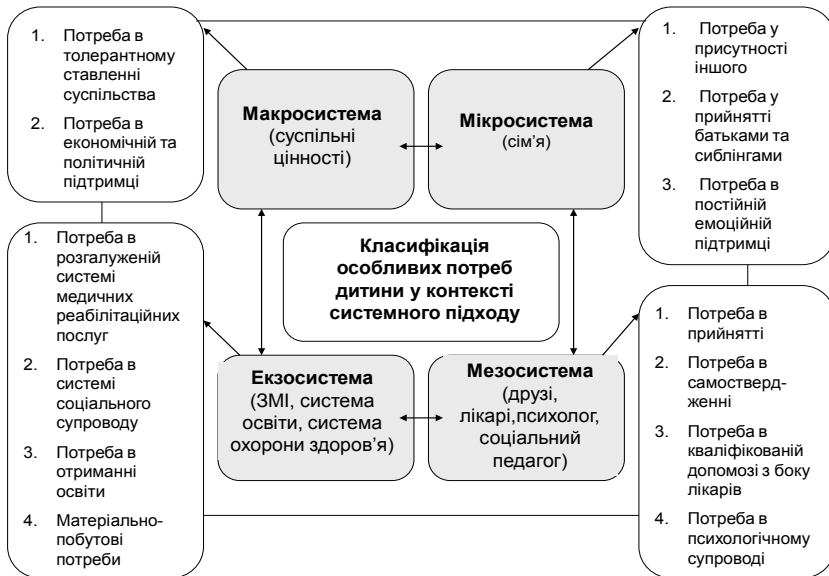 1. Потреба в
толерантному
ставленні
суспільства
2. Потреба в
економічній та
політичній
підтримці
Макросистема
(суспільні
цінності)
Мікросистема
(сім’я)
1. Потреба у
присутності
іншого
2. Потреба у
прийнятті
батьками та
сиблінгами
3. Потреба в
постійній
емоційній
підтримці
Класифікація
особливих потреб
дитини у контексті
системного підходу
1. Потреба в
розгалуженій
системі
медичних
реабілітаційних
послуг
2. Потреба в
системі
соціального
супроводу
3. Потреба в
отриманні
освіти
4. Матеріально-
побутові
потреби
Екзосистема
(ЗМІ, система
освіти, система
охорони здоров’я)
Мезосистема
(друзі,
лікарі,психолог,
соціальний
педагог)
1. Потреба в
прийнятті
2. Потреба в
самостверд-
женні
3. Потреба в
кваліфікованій
допомозі з боку
лікарів
4. Потреба в
психологічному
супроводі